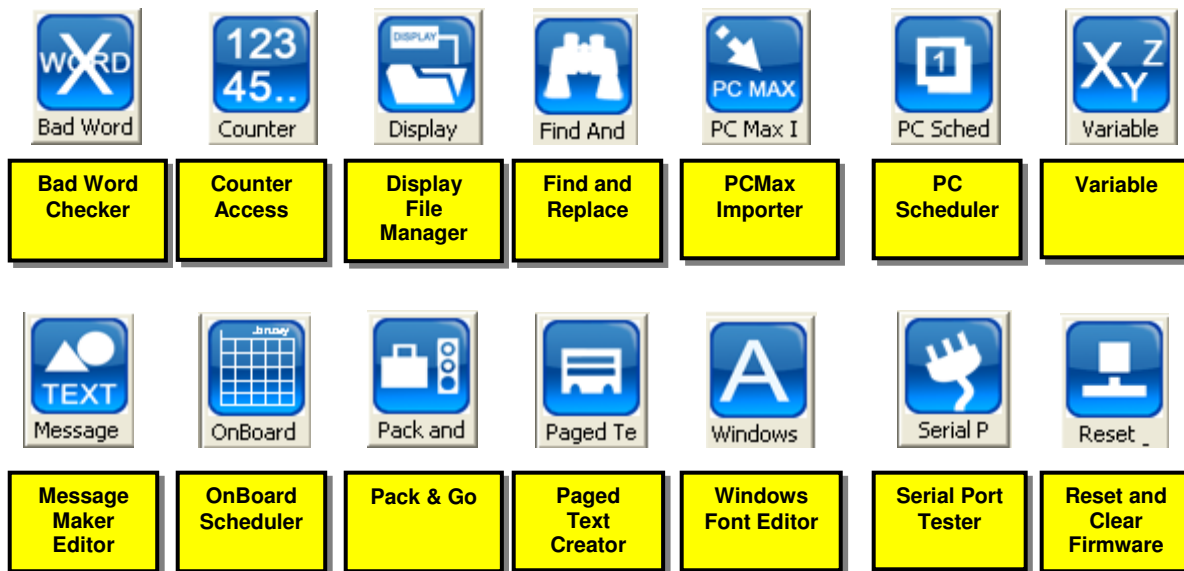 WORD
X
123
45..
DISPLAY
PC MAX
1
X Y Z
Bad Word
Counter
Display
Find And
PC Max I
PC Sched
Variable
Bad Word
Checker
Counter
Access
Display
File
Manager
Find and
Replace
PCMax
Importer
PC
Scheduler
Variable
TEXT
January
A
Message
OnBoard
Pack and
Paged Te
Windows
Serial P
Reset _
Message
Maker
Editor
OnBoard
Scheduler
Pack & Go
Paged
Text
Creator
Windows
Font Editor
Serial Port
Tester
Reset and
Clear
Firmware